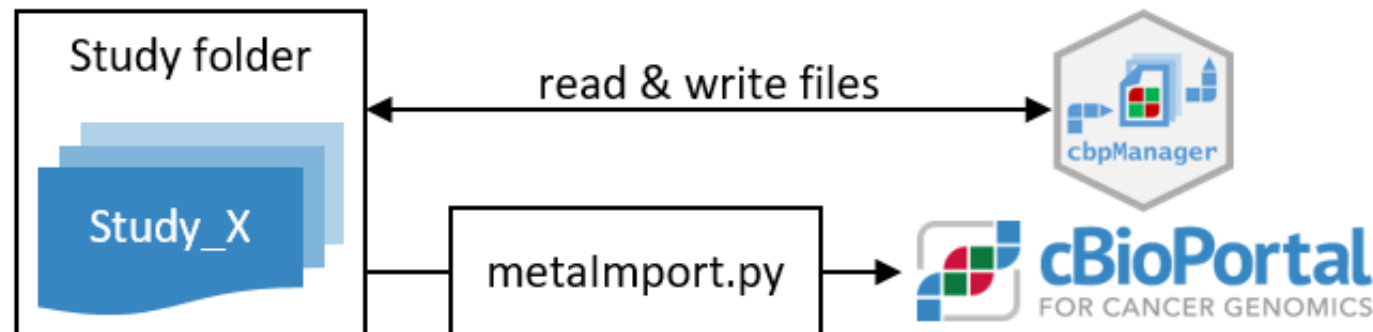 Study folder
read & write files
cbpManager
Study_X
metaImport.py
cBioPortal
FOR CANCER GENOMICS